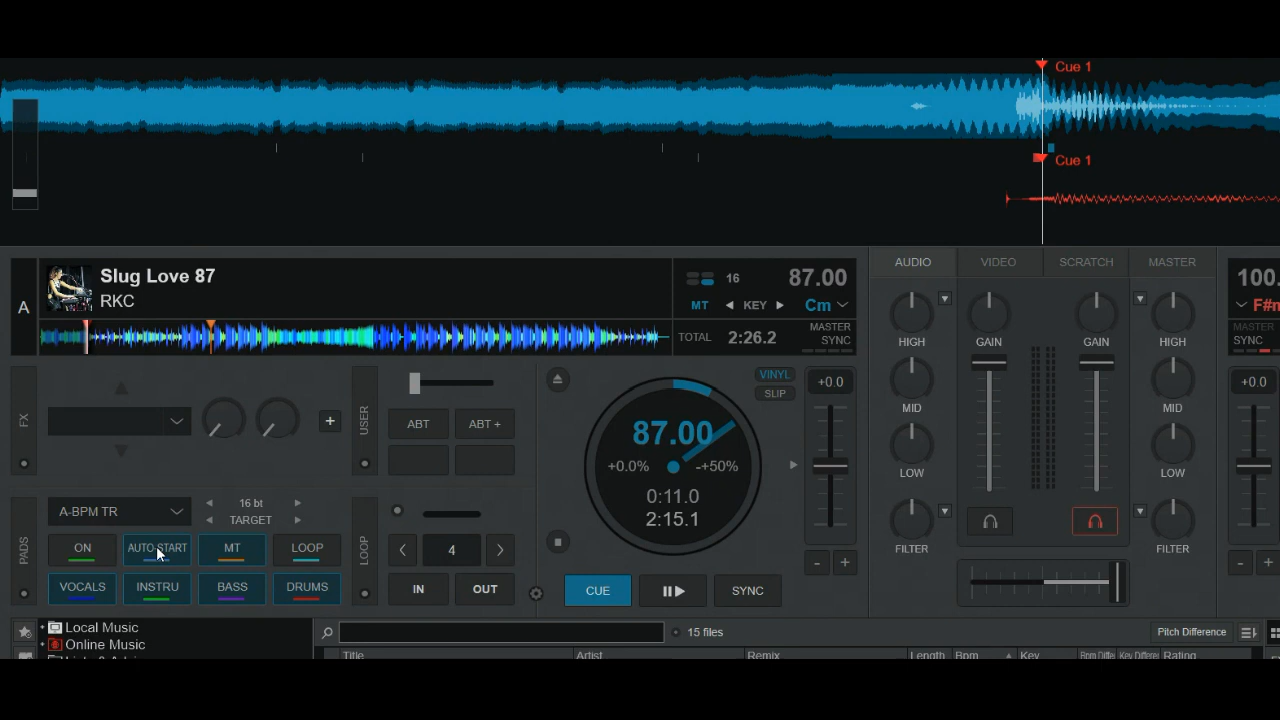 Cue 1
Cue 1
A
Slug Love 87
RKC
16
87.00
MT
KEY
Cm
TOTAL
2:26.2
MASTER
SYNC
AUDIO
VIDEO
SCRATCH
MASTER
100.
F#m
MASTER
SYNC
HIGH
GAIN
GAIN
HIGH
MID
MID
LOW
LOW
FILTER
FILTER
FX
+
USER
ABT
ABT +
VINYL
SLIP
+0.0
87.00
+0.0%
-+50%
0:11.0
2:15.1
+0.0
PADS
A-BPM TR
16 bt
TARGET
ON
AUTO START
MT
LOOP
VOCALS
INSTRU
BASS
DRUMS
LOOP
4
IN
OUT
CUE
SYNC
-
+
-
+
Local Music
Online Music
15 files
Pitch Difference
Title
Artist
Remix
Length
Bpm
Key
Rating